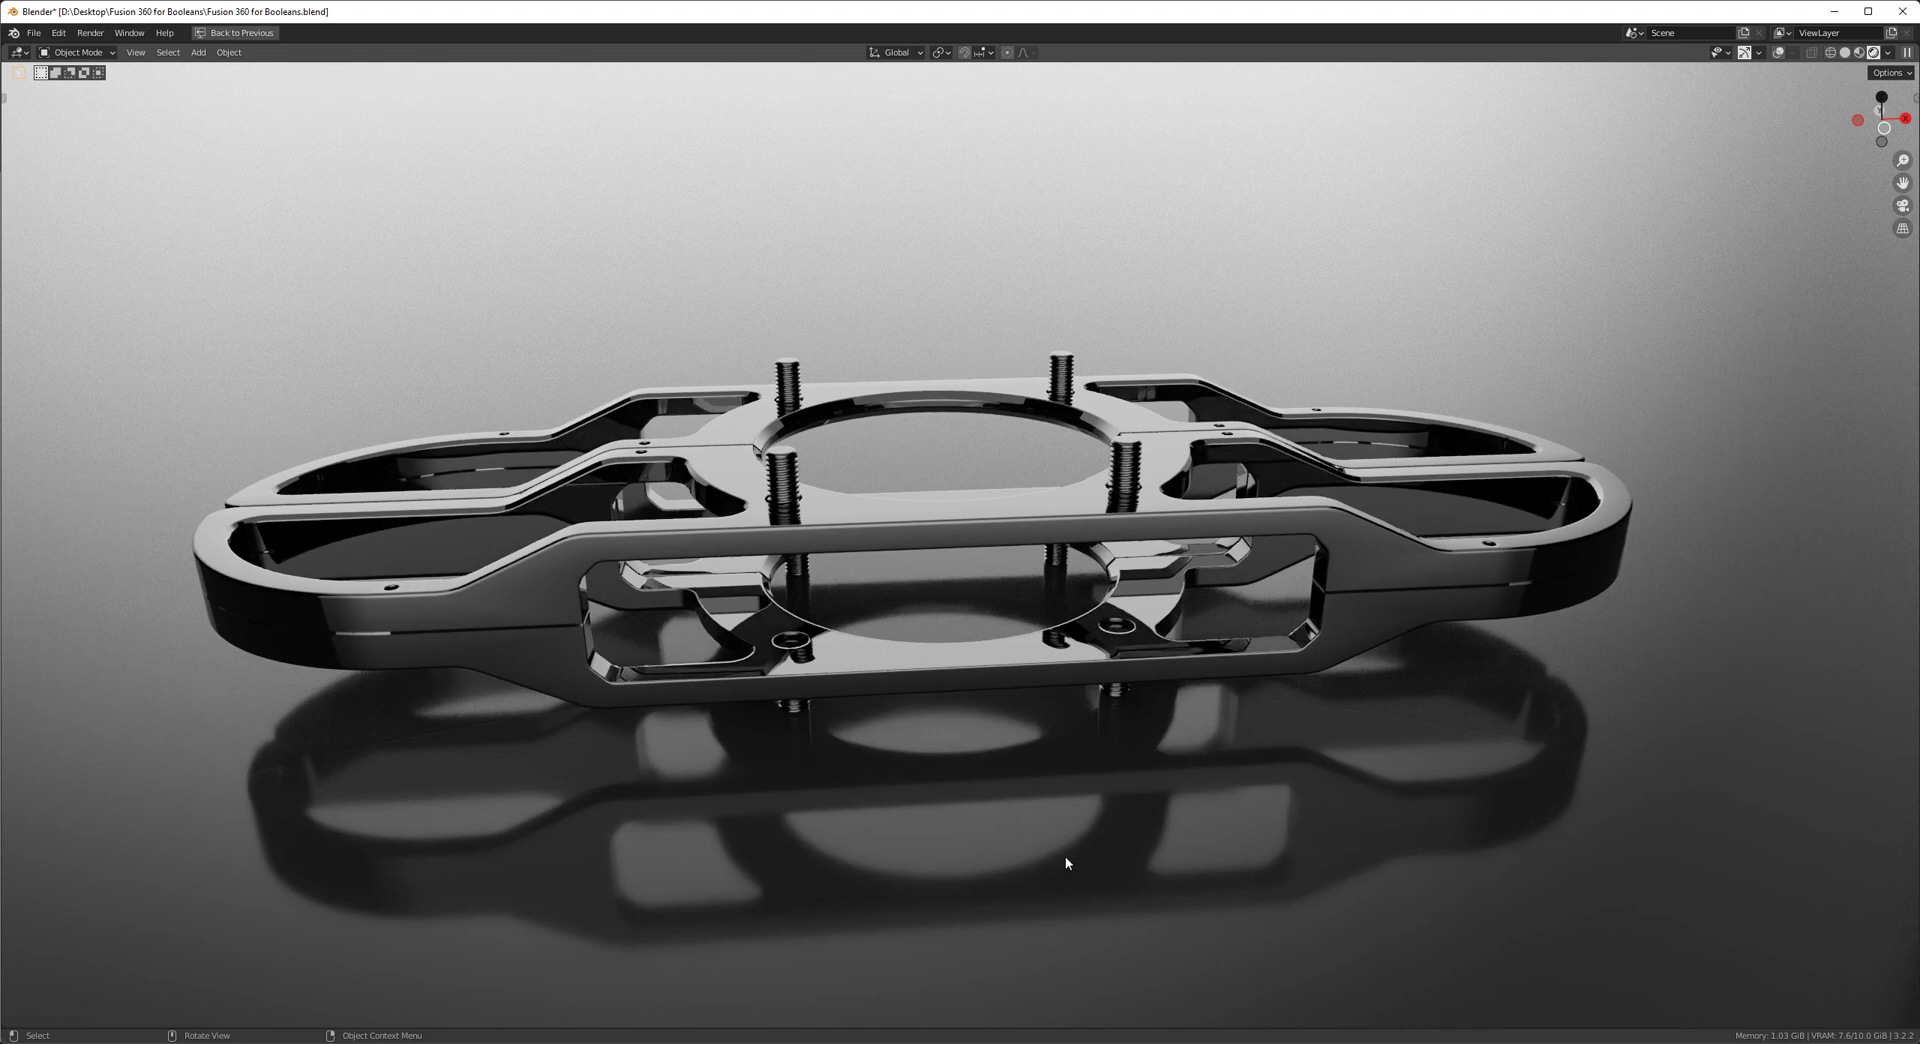 Blender* [D:\Desktop\Fusion 360 for Booleans\Fusion 360 for Booleans.blend]
File Edit Render Window Help Back to Previous Scene ViewLayer
Object Mode View Select Add Object Global
Options
X
Select Rotate View Object Context Menu Memory: 1.03 GiB | VRAM: 7.6/10.0 GiB | 3.2.2